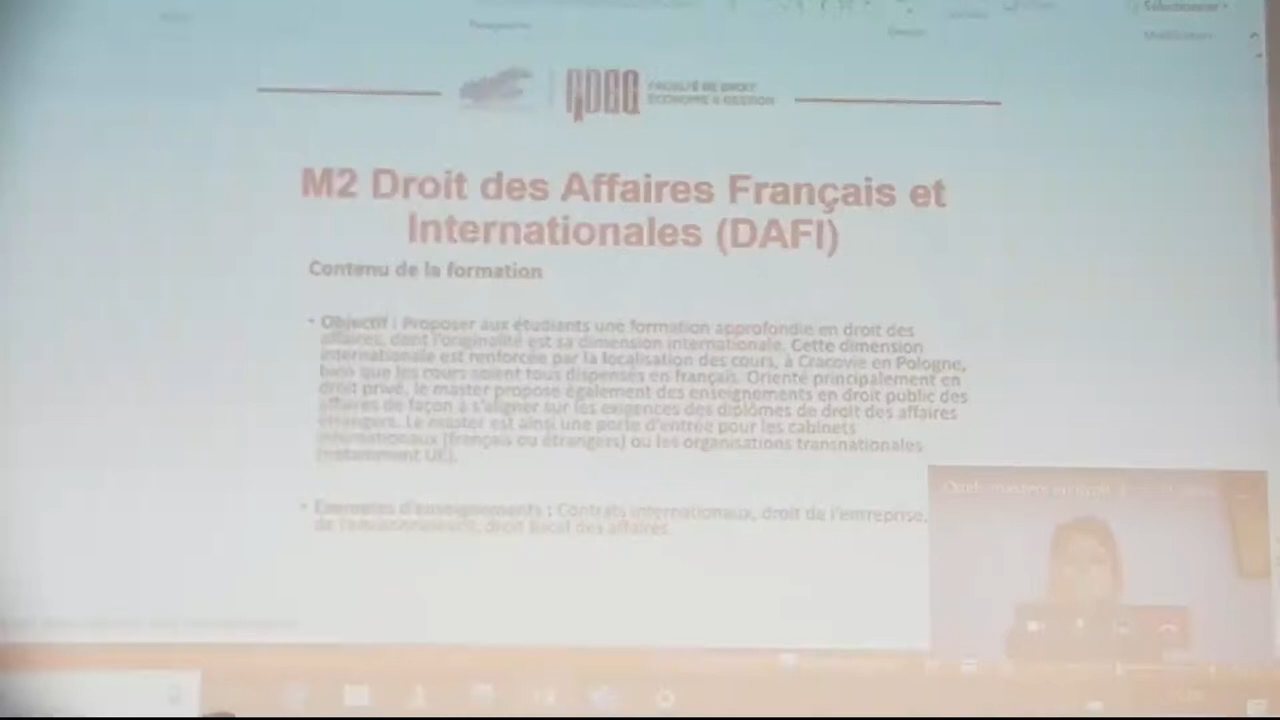 Sélectionner
FACULTÉ DE DROIT
ECONOMIE & GESTION
M2 Droit des Affaires Français et
Internationales (DAFI)
Contenu de la formation
• Objectif : Proposer aux étudiants une formation approfondie en droit des
affaires, dont l'originalité est sa dimension internationale. Cette dimension
internationale est renforcée par la localisation des cours, à Cracovie en Pologne,
bien que les cours soient tous dispensés en français. Orienté principalement en
droit privé, le master propose également des enseignements en droit public des
affaires de façon à s'aligner sur les exigences des diplômes de droit des affaires
étrangers. Le master est ainsi une porte d'entrée pour les cabinets
internationaux (français ou étrangers) ou les organisations transnationales
(notamment UE).
• Exemples d'enseignements : Contrats internationaux, droit de l'entreprise,
de l'environnement, droit fiscal des affaires